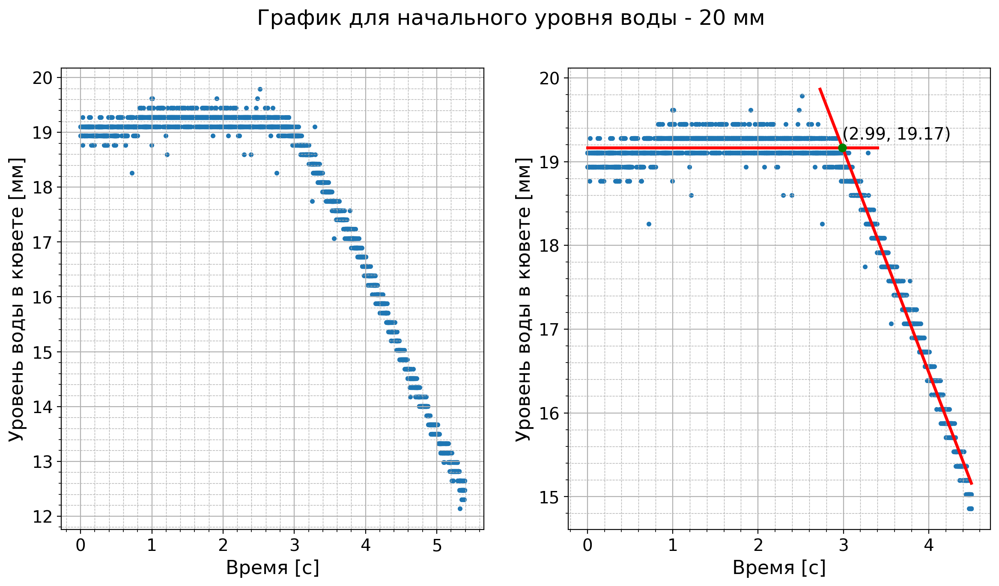 График для начального уровня воды - 20 мм
Уровень воды в кювете [мм]
20
19
18
17
16
15
14
13
12
0 1 2 3 4 5
Время [с]
Уровень воды в кювете [мм]
20
19
18
17
16
15
(2.99, 19.17)
0 1 2 3 4
Время [с]